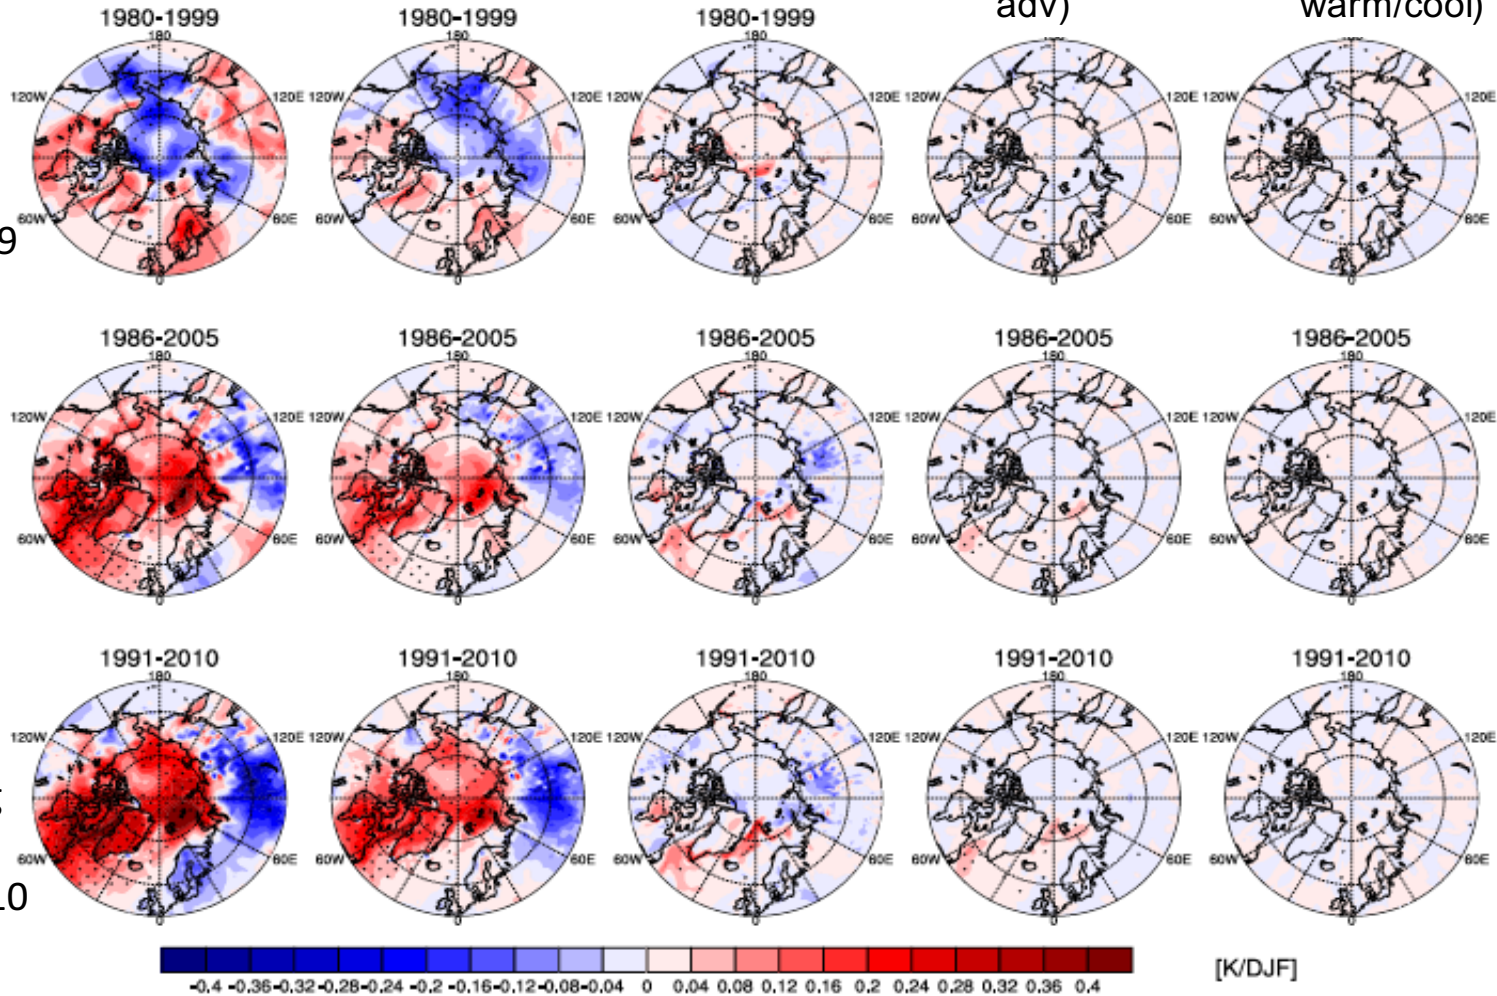 adv) warm/cool)
1980-1999 1980-1999 1980-1999
180 180 180 180 180
120W 120E 120W 120E 120W 120E 120W 120E 120W 120E
60W 60E 60W 60E 60W 60E 60W 60E 60W 60E
9
0 0 0 0 0
1986-2005 1986-2005 1986-2005 1986-2005 1986-2005
180 180 180 180 180
120W 120E 120W 120E 120W 120E 120W 120E 120W 120E
60W 60E 60W 60E 60W 60E 60W 60E 60W 60E
0 0 0 0 0
1991-2010 1991-2010 1991-2010 1991-2010 1991-2010
180 180 180 180 180
120W 120E 120W 120E 120W 120E 120W 120E 120W 120E
60W 60E 60W 60E 60W 60E 60W 60E 60W 60E
.0
0 0 0 0 0
-0.4 -0.36 -0.32 -0.28 -0.24 -0.2 -0.16 -0.12 -0.08 -0.04 0 0.04 0.08 0.12 0.16 0.2 0.24 0.28 0.32 0.36 0.4 [K/DJF]